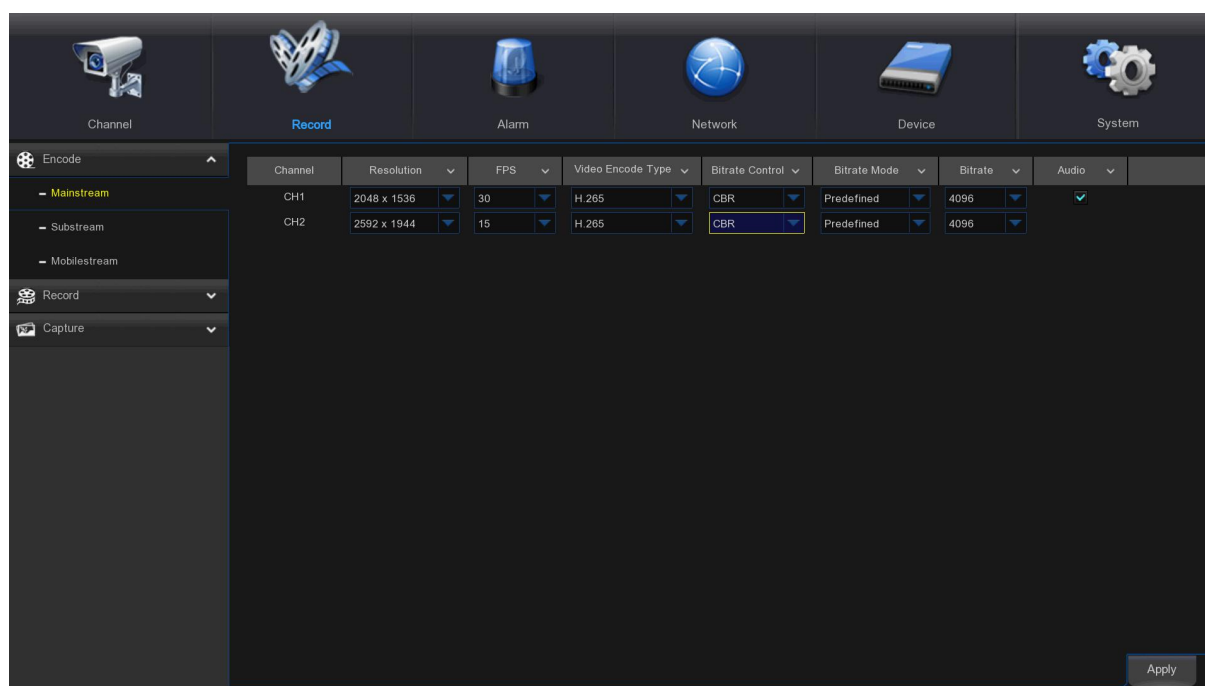 Channel Record Alarm Network Device System
Encode
Mainstream
Substream
Mobilestream
Record
Capture
Channel Resolution FPS Video Encode Type Bitrate Control Bitrate Mode Bitrate Audio
CH1 2048 x 1536 30 H.265 CBR Predefined 4096
CH2 2592 x 1944 15 H.265 CBR Predefined 4096
Apply